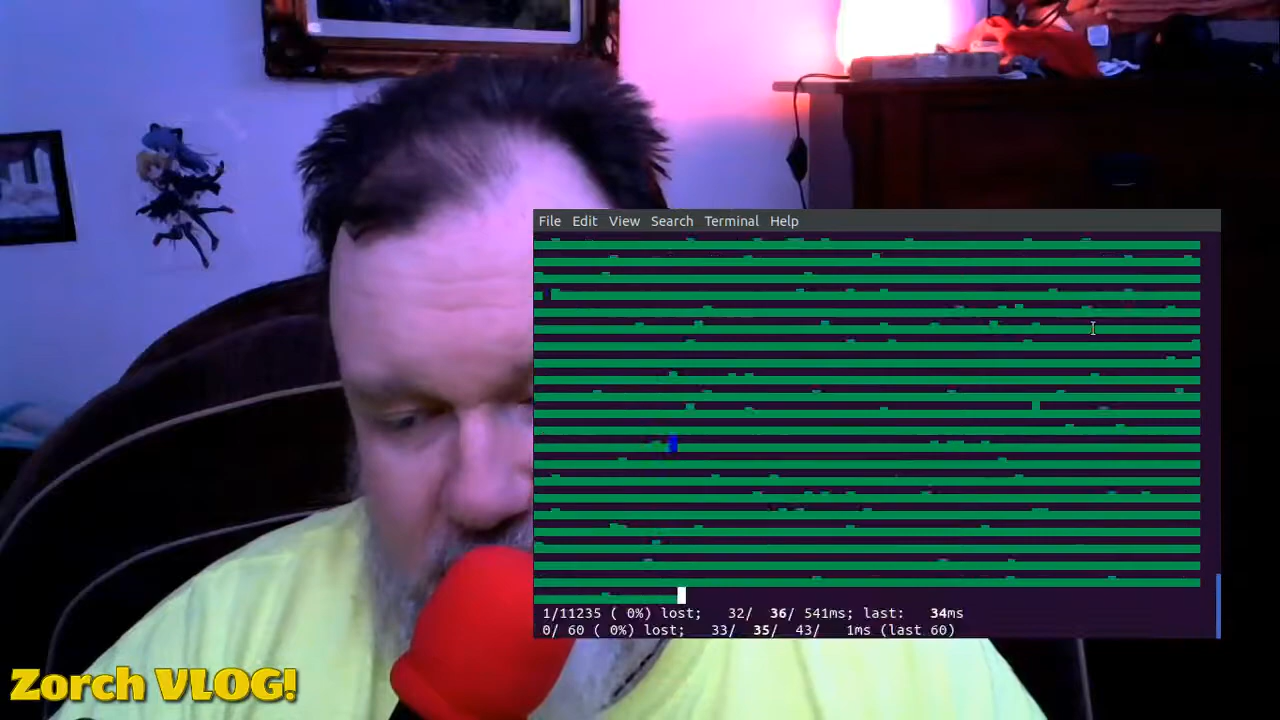 File Edit View Search Terminal Help
1/11235 ( 0%) lost; 32/ 36/ 541ms; last: 34ms
0/ 60 ( 0%) lost; 33/ 35/ 43/ 1ms (last 60)
Zorch VLOG!